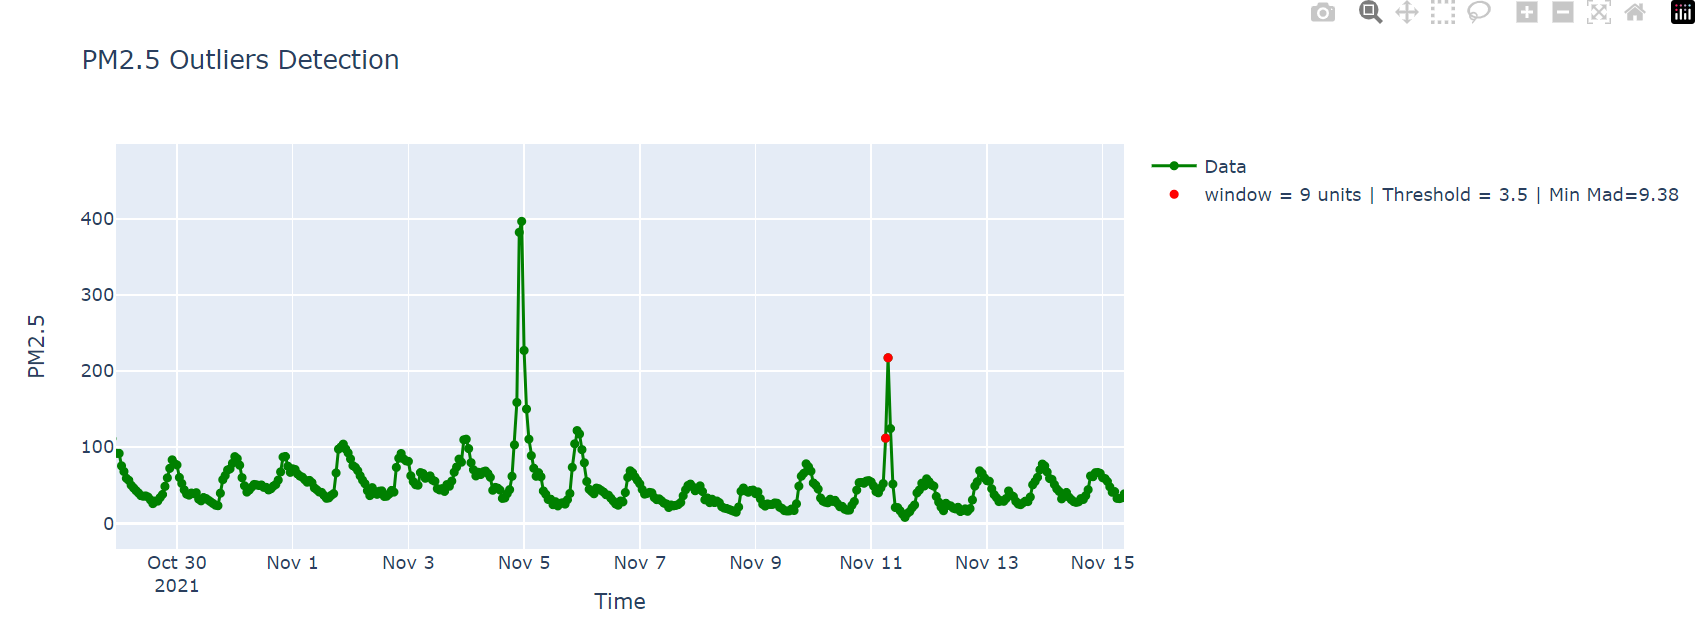 PM2.5 Outliers Detection
Data
window = 9 units | Threshold = 3.5 | Min Mad=9.38
PM2.5
400
300
200
100
0
Oct 30
2021
Nov 1
Nov 3
Nov 5
Nov 7
Nov 9
Nov 11
Nov 13
Nov 15
Time